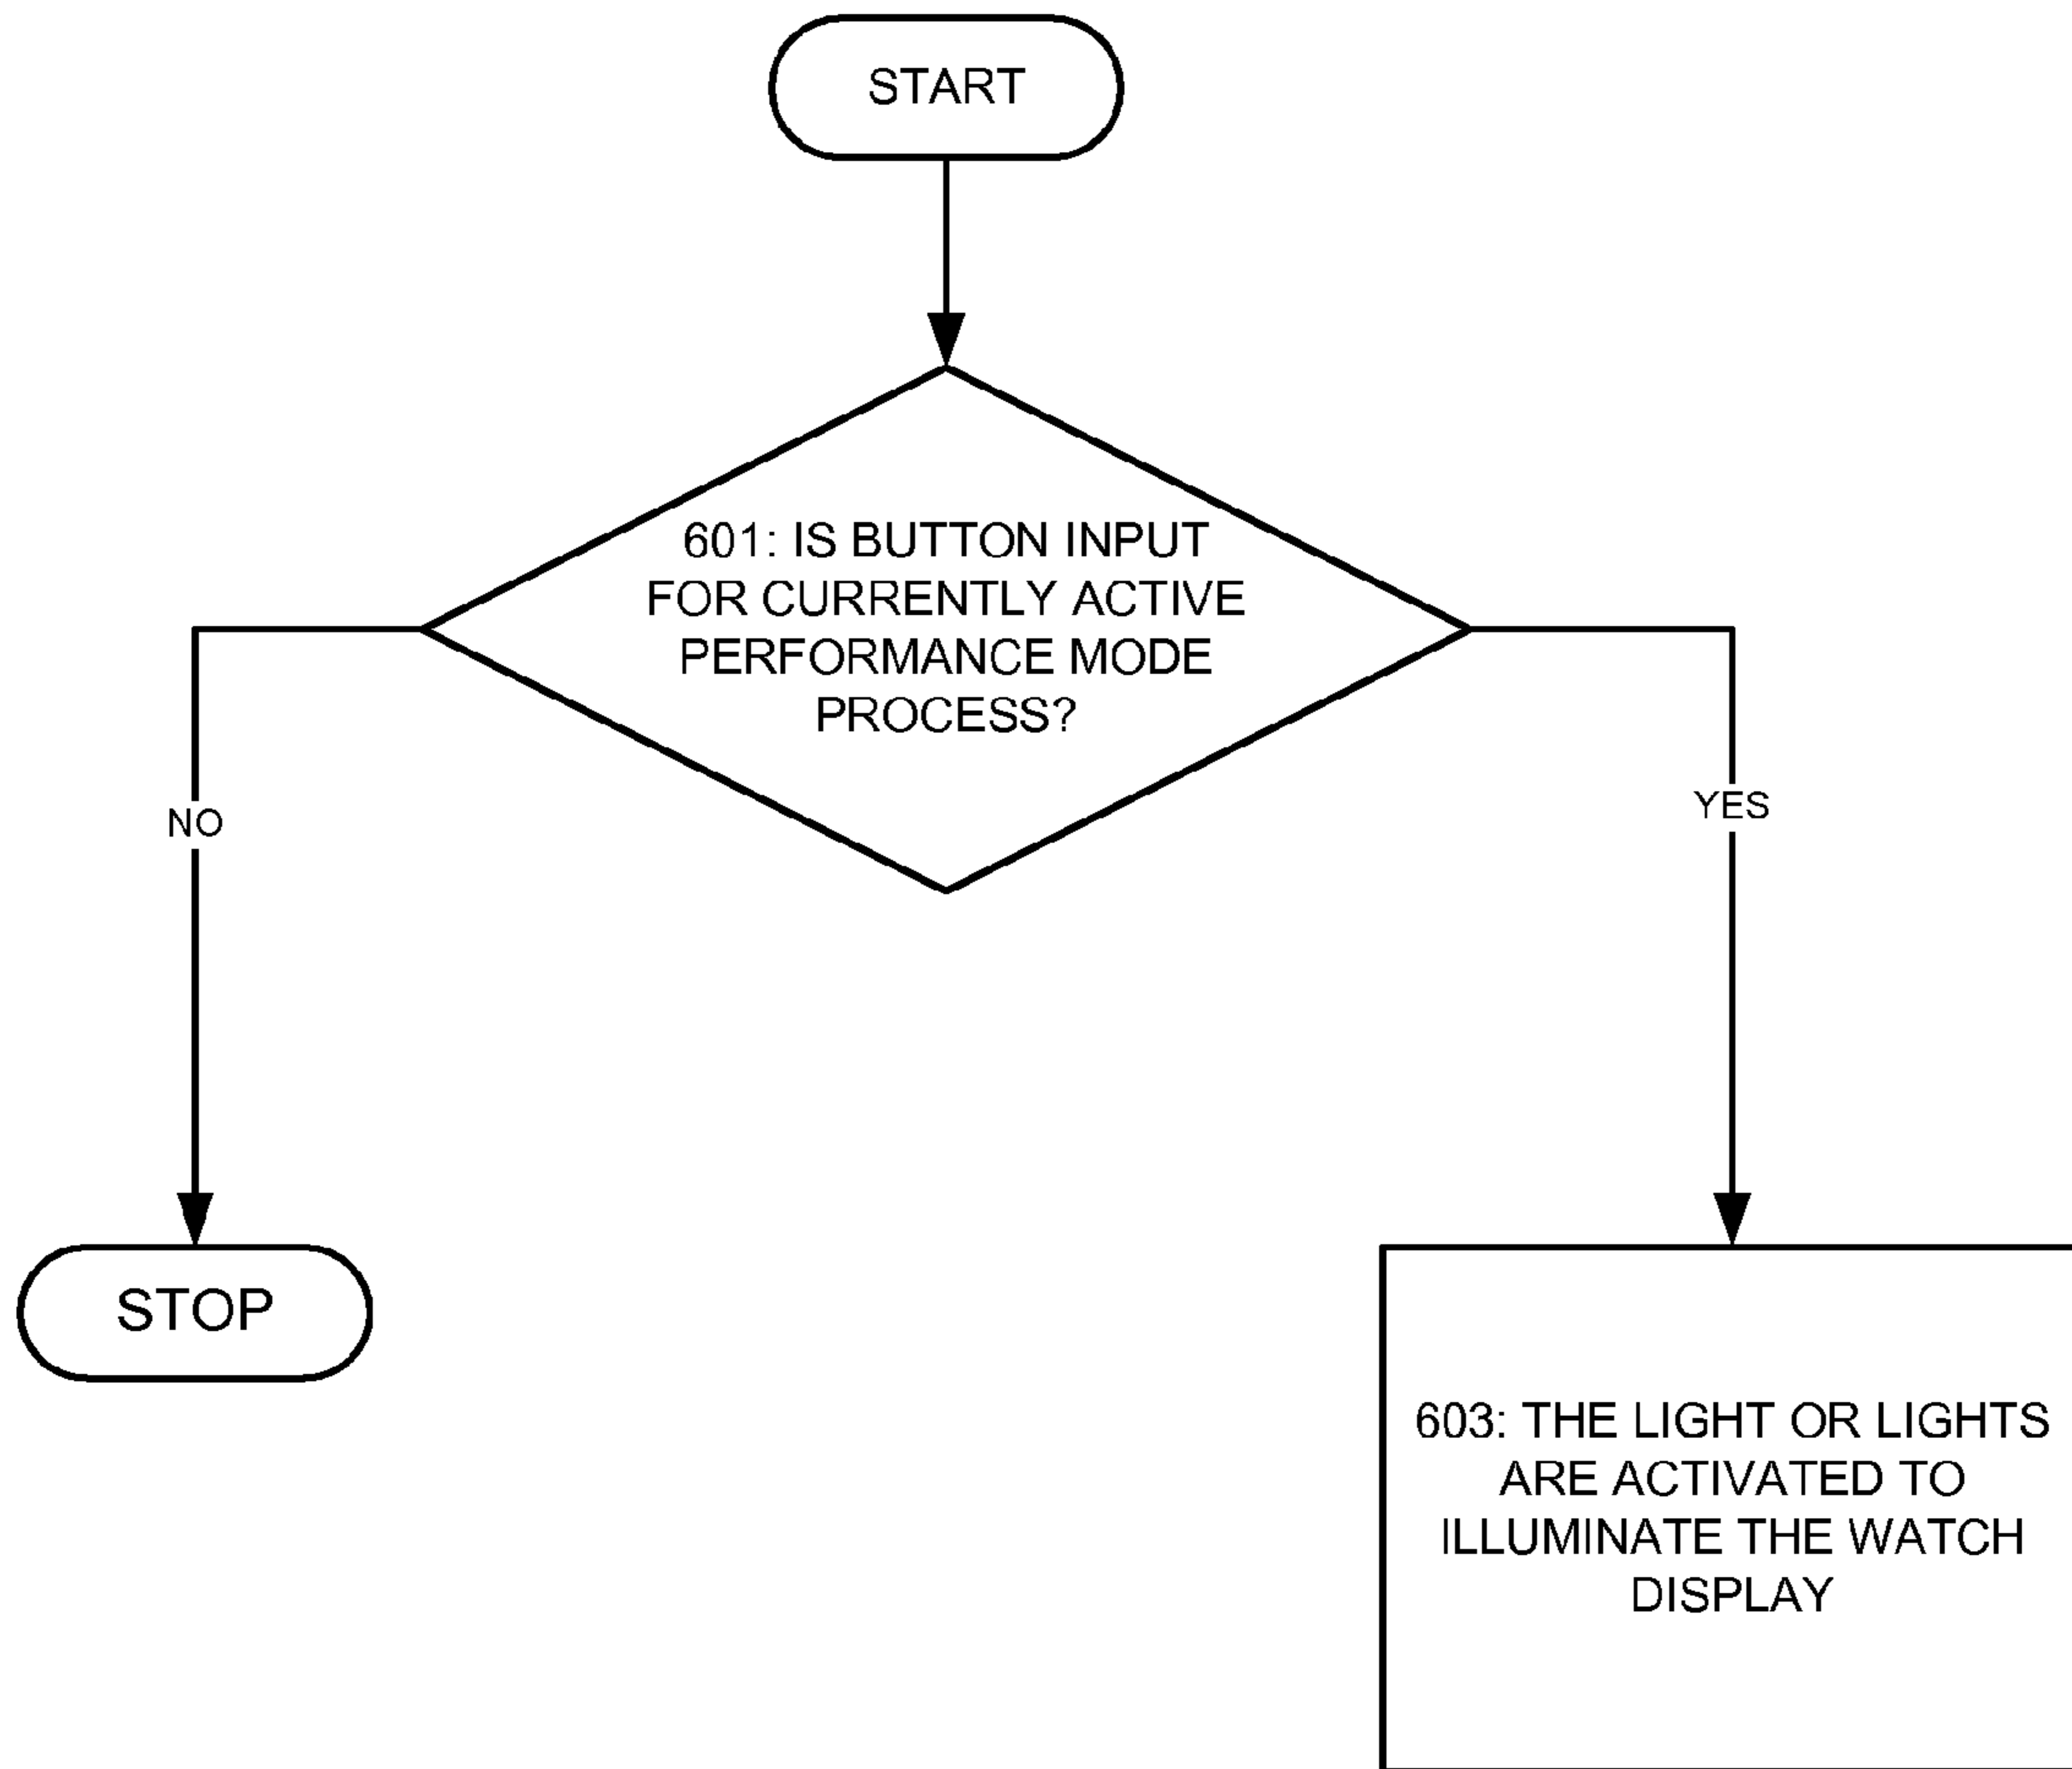 START
601: IS BUTTON INPUT
FOR CURRENTLY ACTIVE
PERFORMANCE MODE
PROCESS?
NO
YES
STOP
603: THE LIGHT OR LIGHTS
ARE ACTIVATED TO
ILLUMINATE THE WATCH
DISPLAY